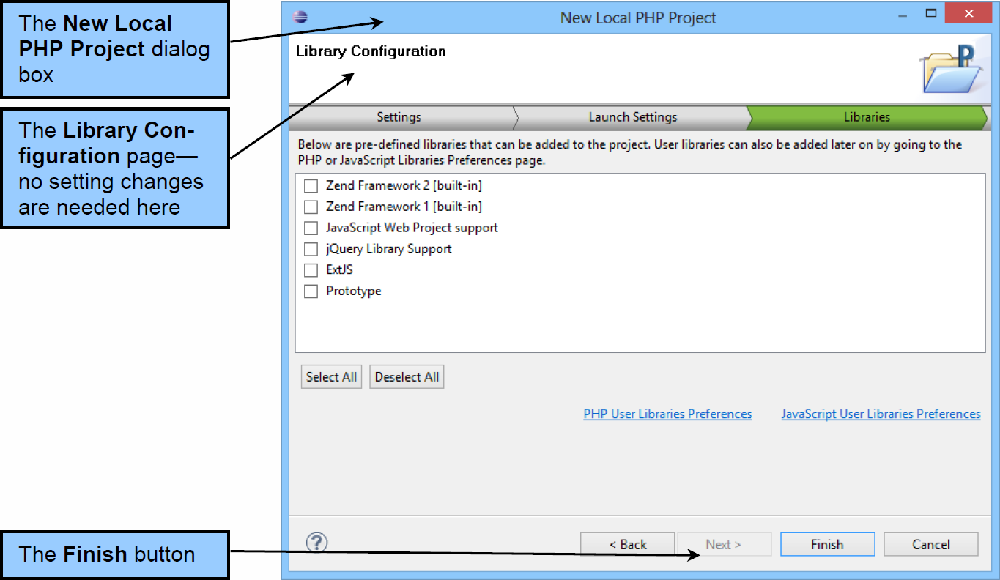 The New Local
PHP Project dialog
box
The Library Con-
figuration page—
no setting changes
are needed here
The Finish button
New Local PHP Project
Library Configuration
Settings
Launch Settings
Libraries
Below are pre-defined libraries that can be added to the project. User libraries can also be added later on by going to the
PHP or JavaScript Libraries Preferences page.
Zend Framework 2 [built-in]
Zend Framework 1 [built-in]
JavaScript Web Project support
jQuery Library Support
ExtJS
Prototype
Select All
Deselect All
PHP User Libraries Preferences
JavaScript User Libraries Preferences
?
< Back
Next >
Finish
Cancel